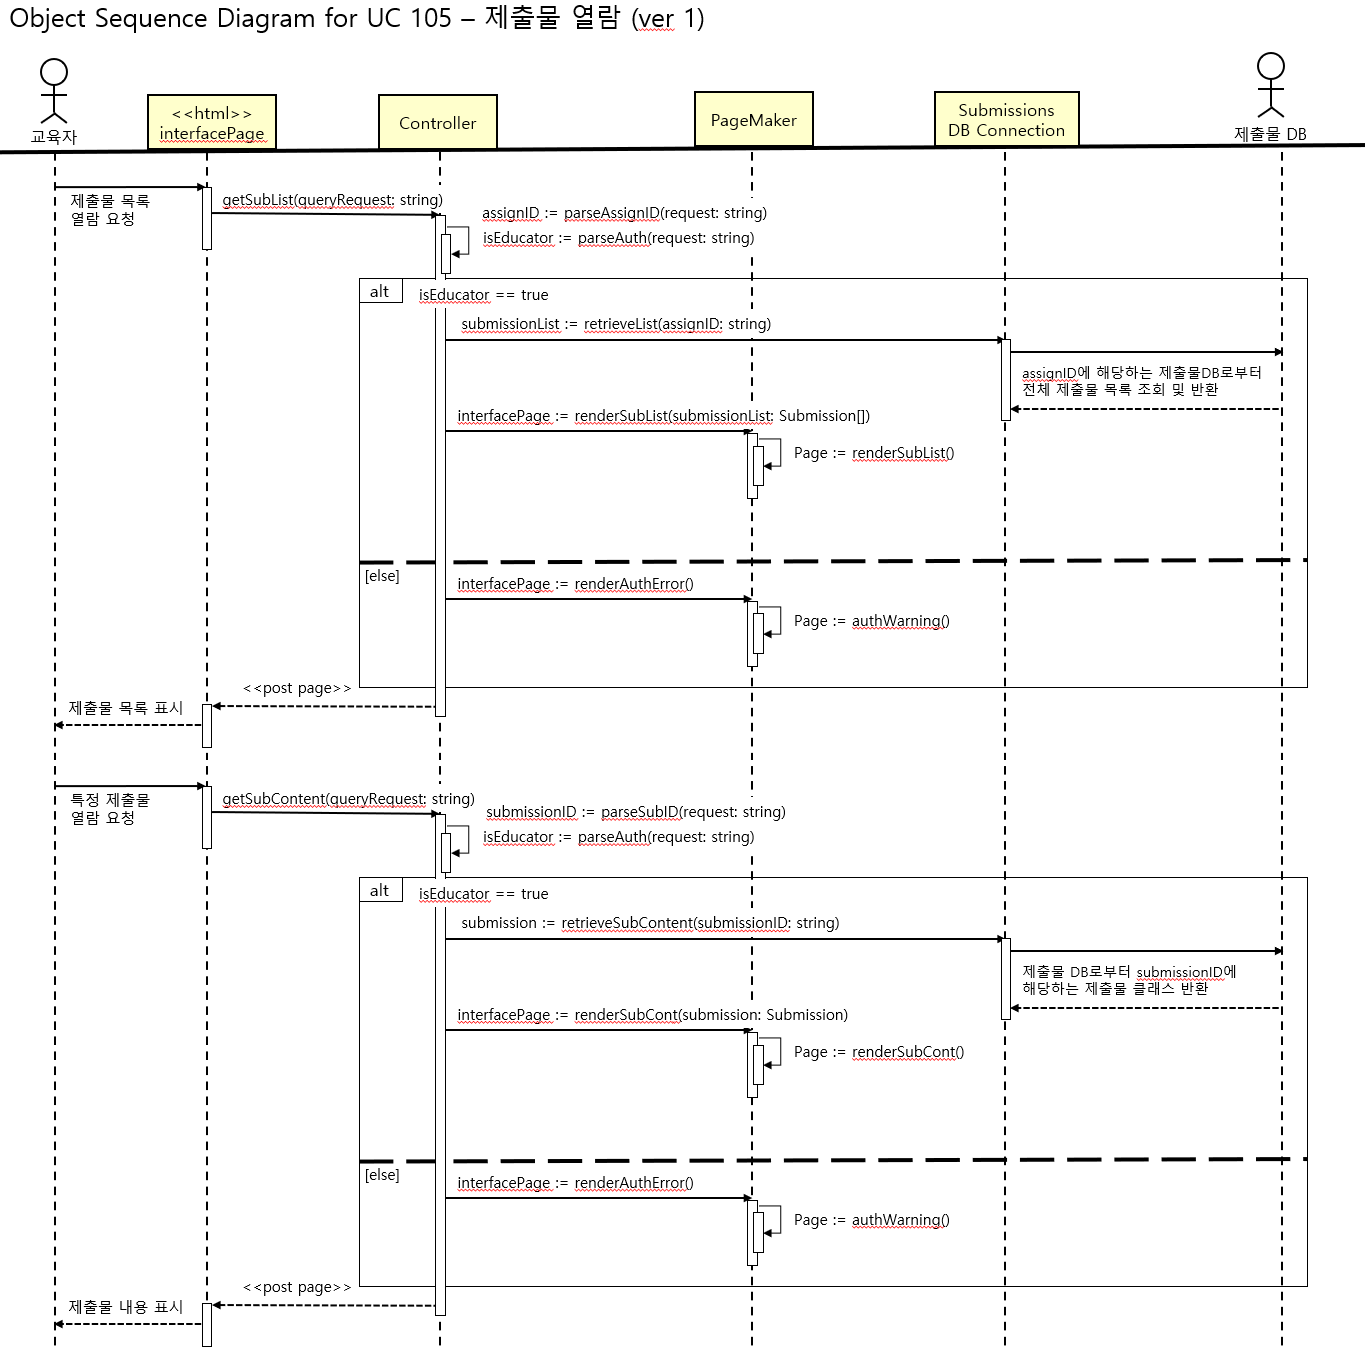 Object Sequence Diagram for UC 105 – 제출물 열람 (ver 1)
교육자
<<html>>
interfacePage
Controller
PageMaker
Submissions
DB Connection
제출물 DB
제출물 목록
열람 요청
getSubList(queryRequest: string)
assignID := parseAssignID(request: string)
isEducator := parseAuth(request: string)
alt
isEducator == true
submissionList := retrieveList(assignID: string)
assignID에 해당하는 제출물DB로부터
전체 제출물 목록 조회 및 반환
interfacePage := renderSubList(submissionList: Submission[])
Page := renderSubList()
[else]
interfacePage := renderAuthError()
Page := authWarning()
<<post page>>
제출물 목록 표시
특정 제출물
열람 요청
getSubContent(queryRequest: string)
submissionID := parseSubID(request: string)
isEducator := parseAuth(request: string)
alt
isEducator == true
submission := retrieveSubContent(submissionID: string)
제출물 DB로부터 submissionID에
해당하는 제출물 클래스 반환
interfacePage := renderSubCont(submission: Submission)
Page := renderSubCont()
[else]
interfacePage := renderAuthError()
Page := authWarning()
<<post page>>
제출물 내용 표시